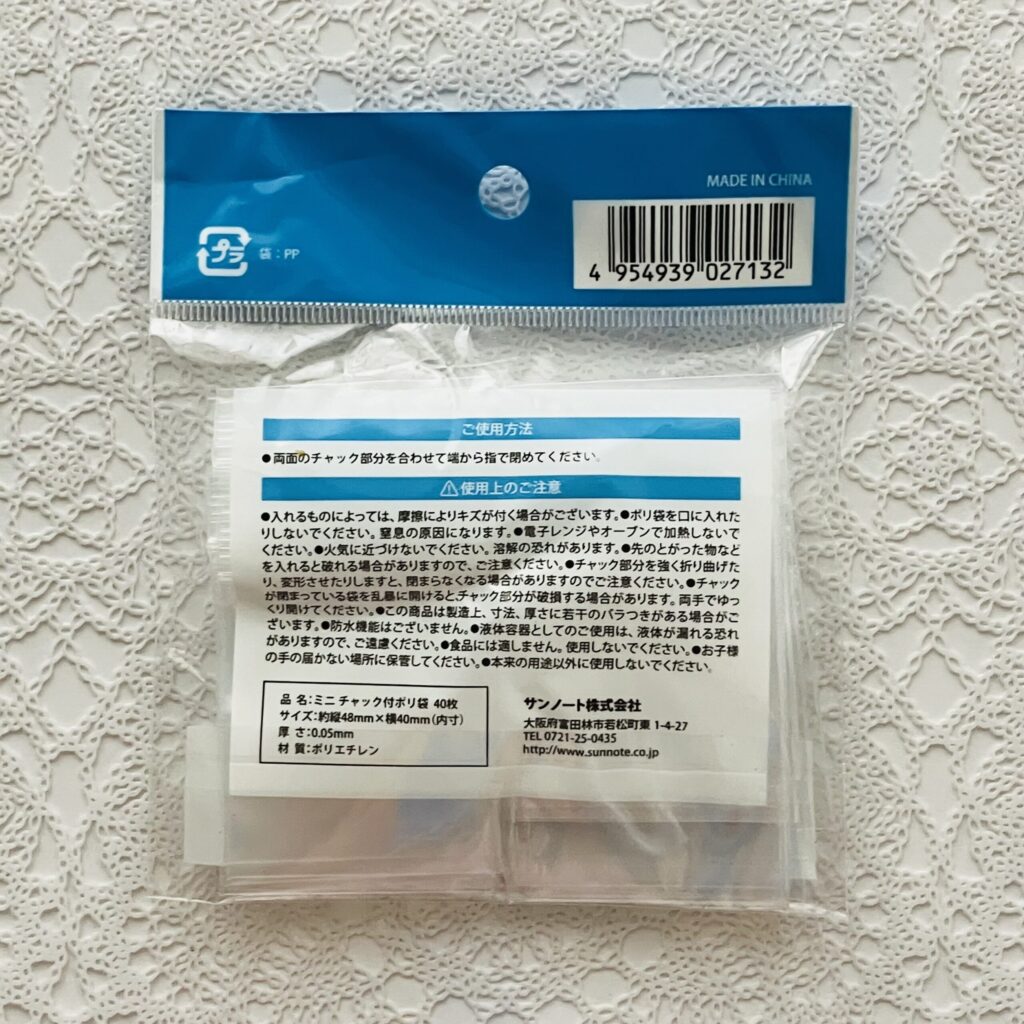 MADE IN CHINA
プラ
袋：PP
4 954939 027132
ご使用方法
●両面のチャック部分を合わせて端から指で閉めてください。
⚠使用上のご注意
●入れるものによっては、摩擦によりキズが付く場合がございます。●ポリ袋を口に入れた
りしないでください。窒息の原因になります。●電子レンジやオーブンで加熱しないで
ください。●火気に近づけないでください。溶解の恐れがあります。●先のとがった物など
を入れると破れる場合がありますので、ご注意ください。●チャック部分を強く折り曲げた
り、変形させたりしますと、閉まらなくなる場合がありますのでご注意ください。●チャック
が閉まっている袋を乱暴に開けるとチャック部分が破損する場合があります。両手でゆっ
くり開けてください。●この商品は製造上、寸法、厚さに若干のバラつきがある場合がご
ざいます。●防水機能はございません。●液体容器としてのご使用は、液体が漏れる恐れ
がありますので、ご遠慮ください。●食品には適しません。使用しないでください。●お子様
の手の届かない場所に保管してください。●本来の用途以外に使用しないでください。
品 名：ミニ チャック付ポリ袋 40枚
サイズ：約縦48mm×横40mm（内寸）
厚 さ：0.05mm
材 質：ポリエチレン
サンノート株式会社
大阪府富田林市若松町東 1-4-27
TEL 0721-25-0435
http://www.sunnote.co.jp